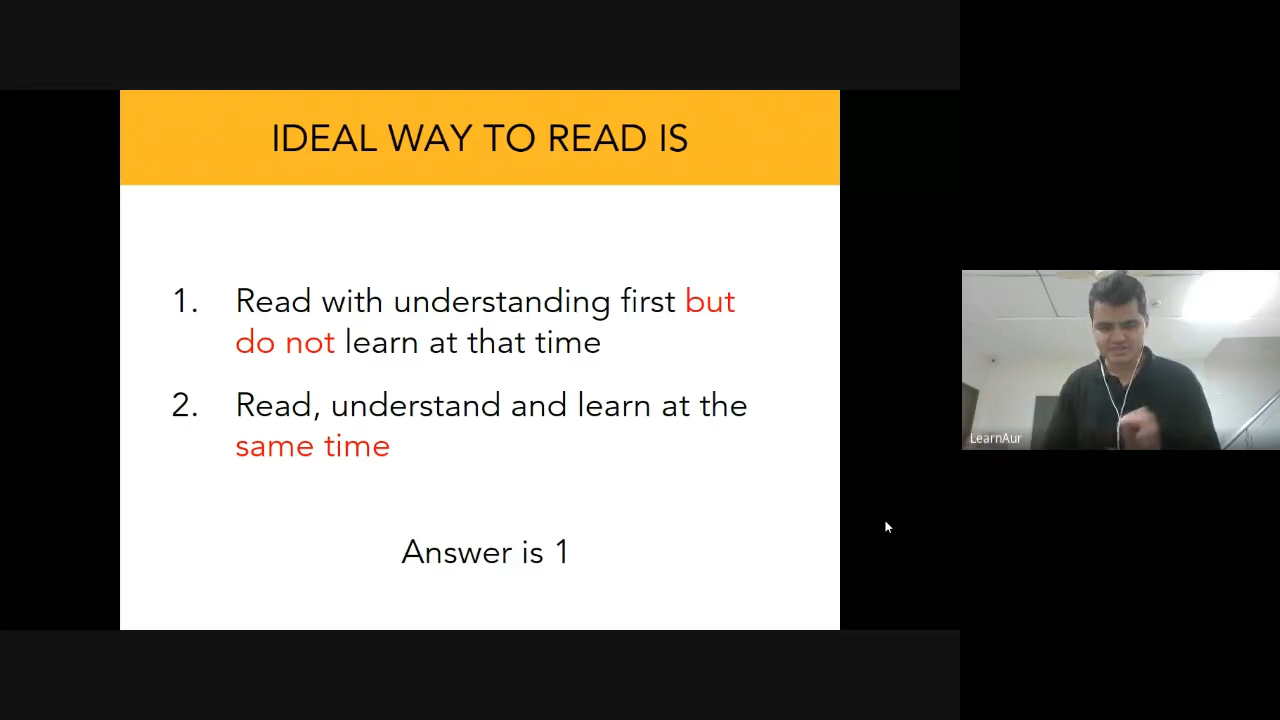 IDEAL WAY TO READ IS
1. Read with understanding first but
do not learn at that time
2. Read, understand and learn at the
same time
Answer is 1
LearnAur